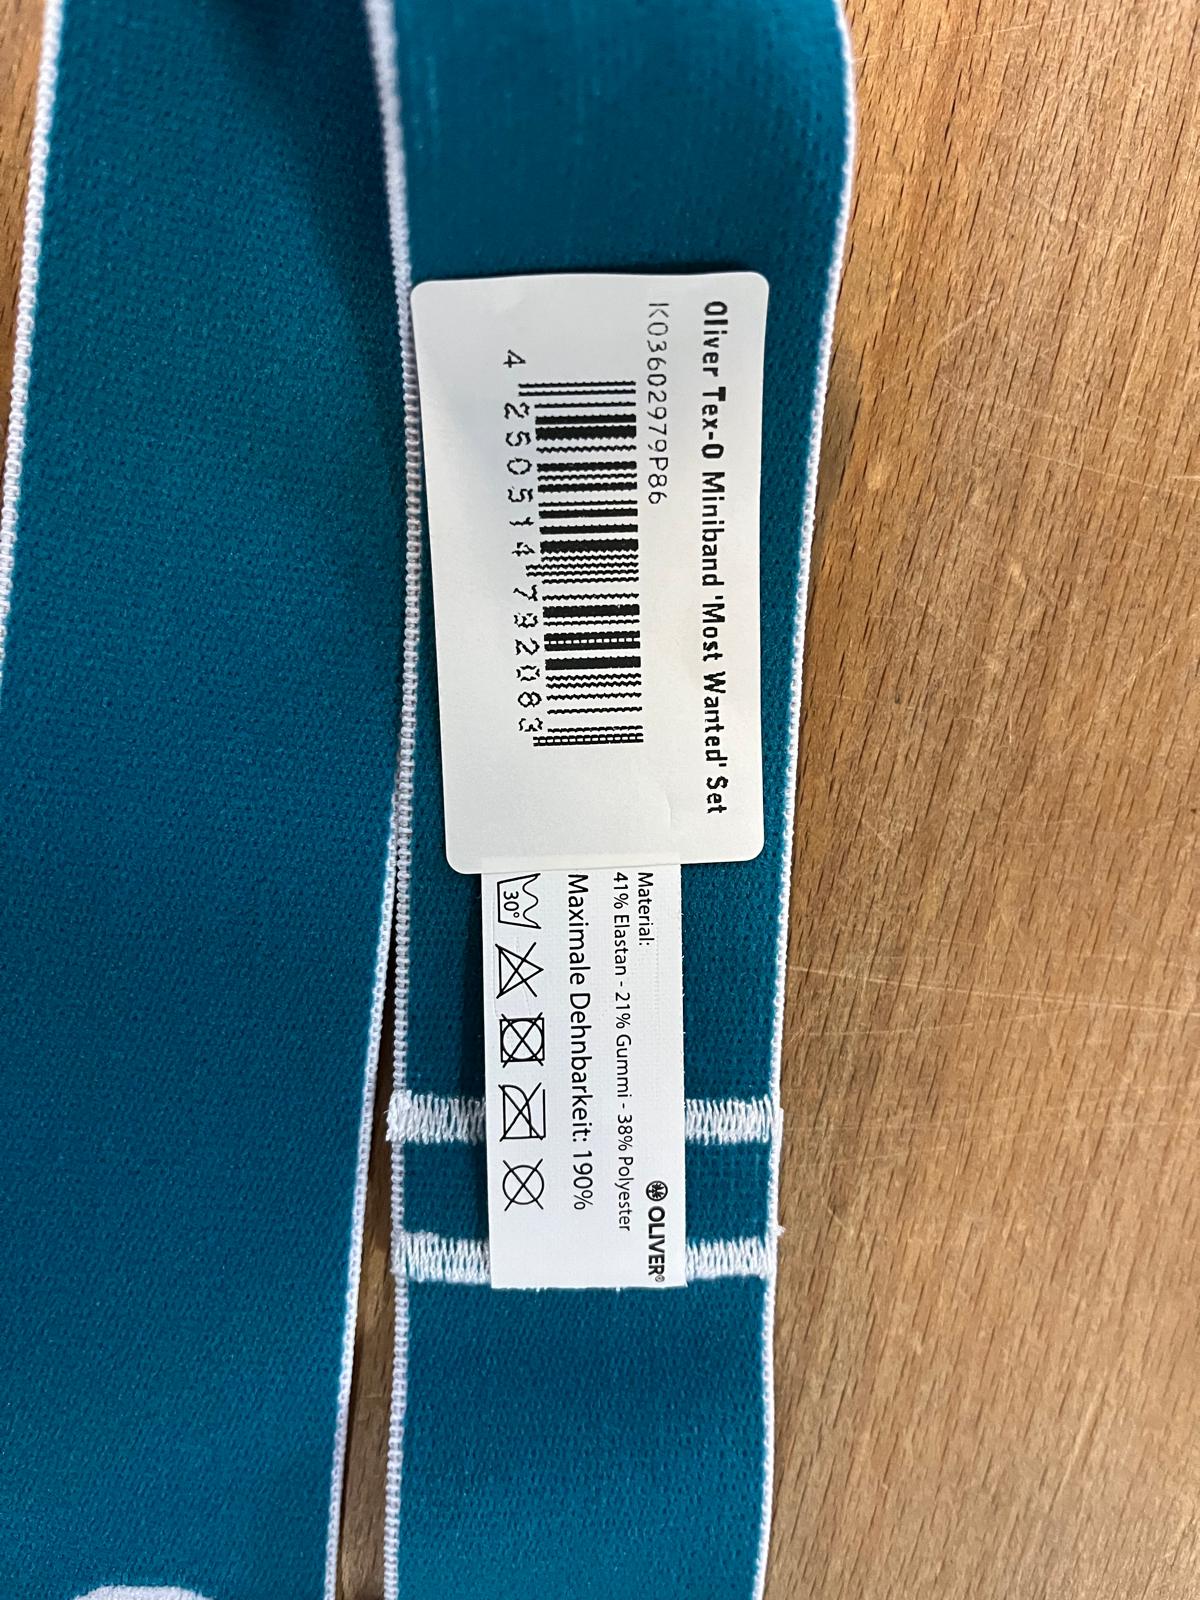 Oliver Tex-O Miniband 'Most Wanted' Set
K03602979P86
4 250514 792083
OLIVER®
Material:
41% Elastan - 21% Gummi - 38% Polyester
Maximale Dehnbarkeit: 190%
30°